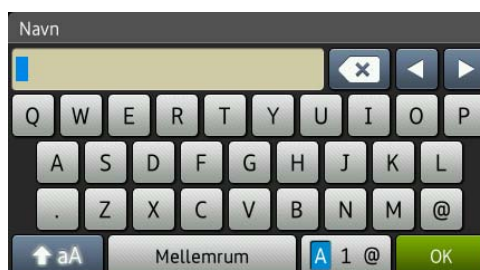 Navn
Q W E R T Y U I O P
A S D F G H J K L
. Z X C V B N M @
aA Mellemrum A 1 @ OK